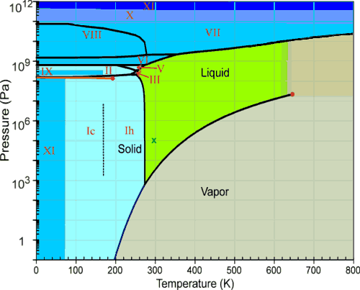 10¹²
XI
X
VIII
VII
10⁹
VI
IX
II
V
III
Liquid
Pressure (Pa)
10⁶
Ic
Ih
Solid
XI
x
10³
Vapor
1
0
100
200
300
400
500
600
700
800
Temperature (K)